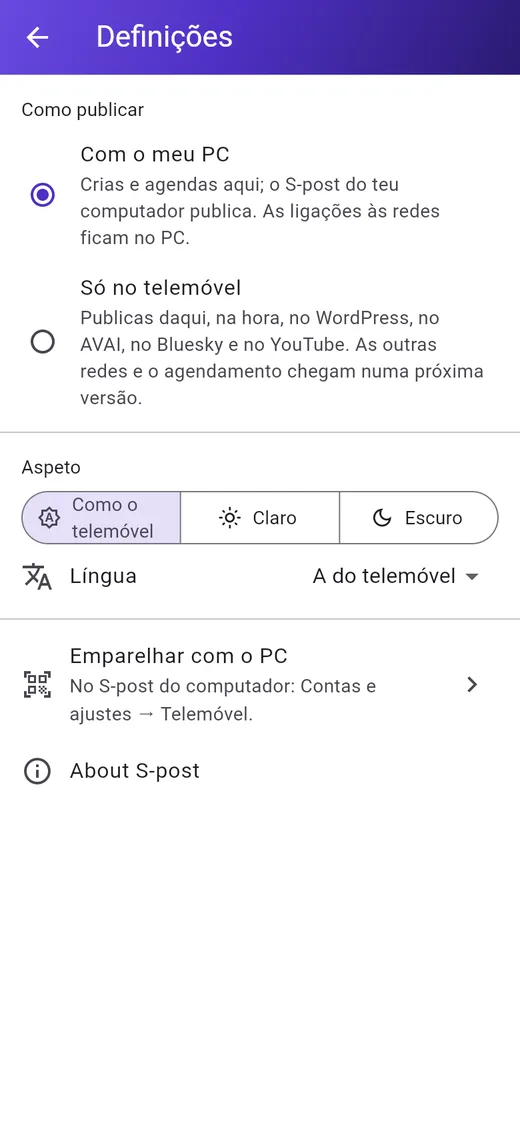 Definições
Como publicar
Com o meu PC
Crias e agendas aqui; o S-post do teu
computador publica. As ligações às redes
ficam no PC.
Só no telemóvel
Publicas daqui, na hora, no WordPress, no
AVAI, no Bluesky e no YouTube. As outras
redes e o agendamento chegam numa próxima
versão.
Aspeto
Como o
telemóvel
Claro
Escuro
Língua
A do telemóvel
Emparelhar com o PC
No S-post do computador: Contas e
ajustes → Telemóvel.
About S-post